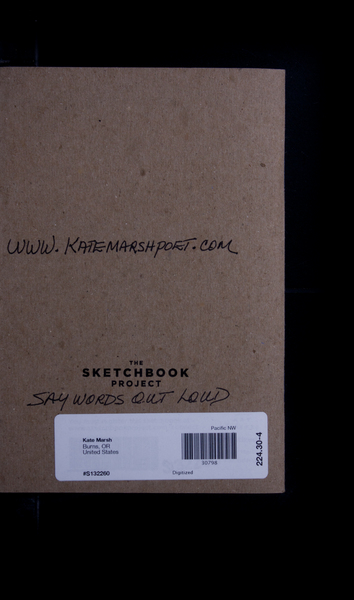 WWW.KATEMARSHPOET.COM
THE
SKETCHBOOK
PROJECT
SAY WORDS OUT LOUD
Pacific NW
Kate Marsh
Burns, OR
United States
30798
224.30-4
#S132260
Digitized